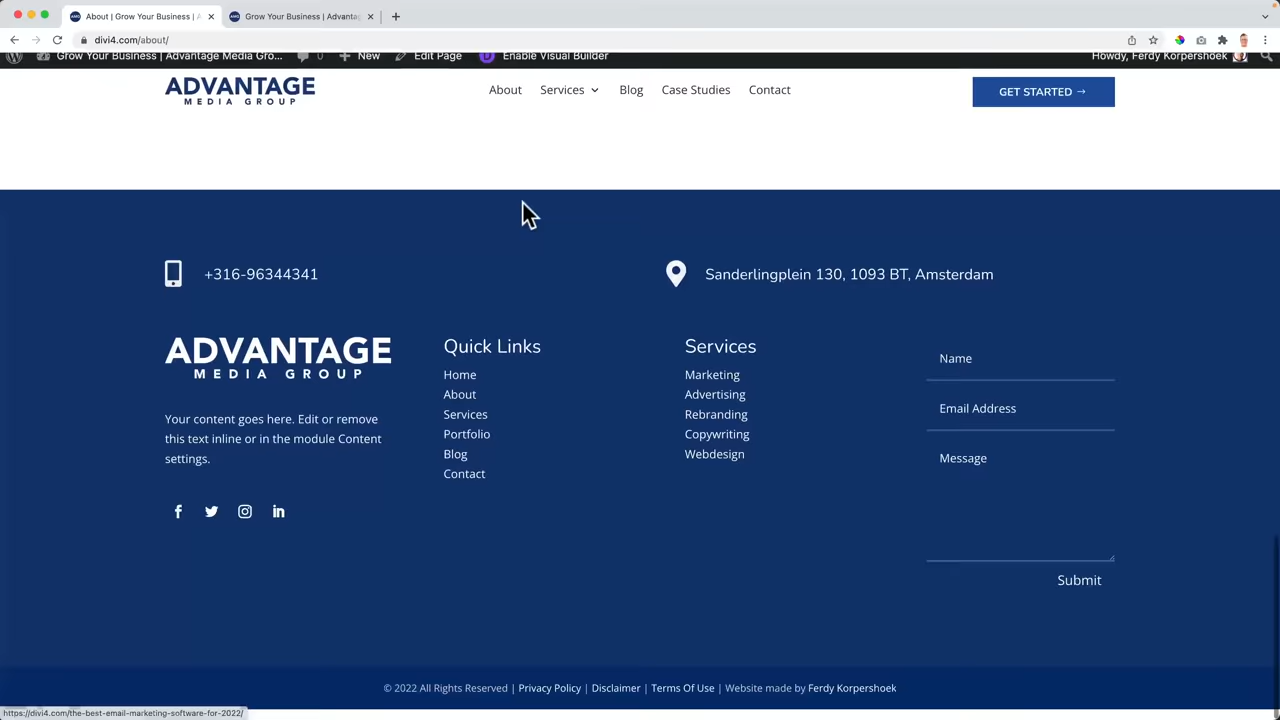 About | Grow Your Business | A
Grow Your Business | Advantag
divi4.com/about/
Grow Your Business | Advantage Media Gro...
0
New
Edit Page
Enable Visual Builder
Howdy, Ferdy Korpershoek
ADVANTAGE
MEDIA GROUP
About
Services
Blog
Case Studies
Contact
GET STARTED →
+316-96344341
Sanderlingplein 130, 1093 BT, Amsterdam
ADVANTAGE
MEDIA GROUP
Your content goes here. Edit or remove
this text inline or in the module Content
settings.
Quick Links
Home
About
Services
Portfolio
Blog
Contact
Services
Marketing
Advertising
Rebranding
Copywriting
Webdesign
Name
Email Address
Message
Submit
© 2022 All Rights Reserved | Privacy Policy | Disclaimer | Terms Of Use | Website made by Ferdy Korpershoek
https://divi4.com/the-best-email-marketing-software-for-2022/